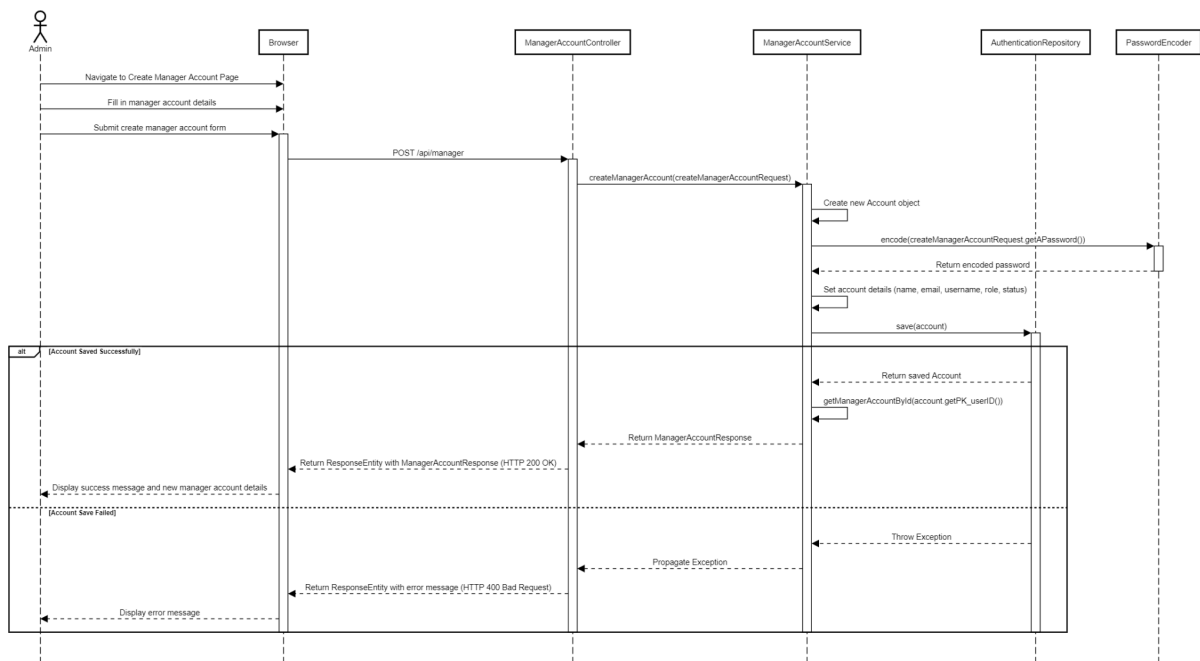 Admin
Browser
ManagerAccountController
ManagerAccountService
AuthenticationRepository
PasswordEncoder
Navigate to Create Manager Account Page
Fill in manager account details
Submit create manager account form
POST /api/manager
createManagerAccount(createManagerAccountRequest)
Create new Account object
encode(createManagerAccountRequest.getAPassword())
Return encoded password
Set account details (name, email, username, role, status)
save(account)
alt
[Account Saved Successfully]
Return saved Account
getManagerAccountById(account.getPK_userID())
Return ManagerAccountResponse
Return ResponseEntity with ManagerAccountResponse (HTTP 200 OK)
Display success message and new manager account details
[Account Save Failed]
Throw Exception
Propagate Exception
Return ResponseEntity with error message (HTTP 400 Bad Request)
Display error message